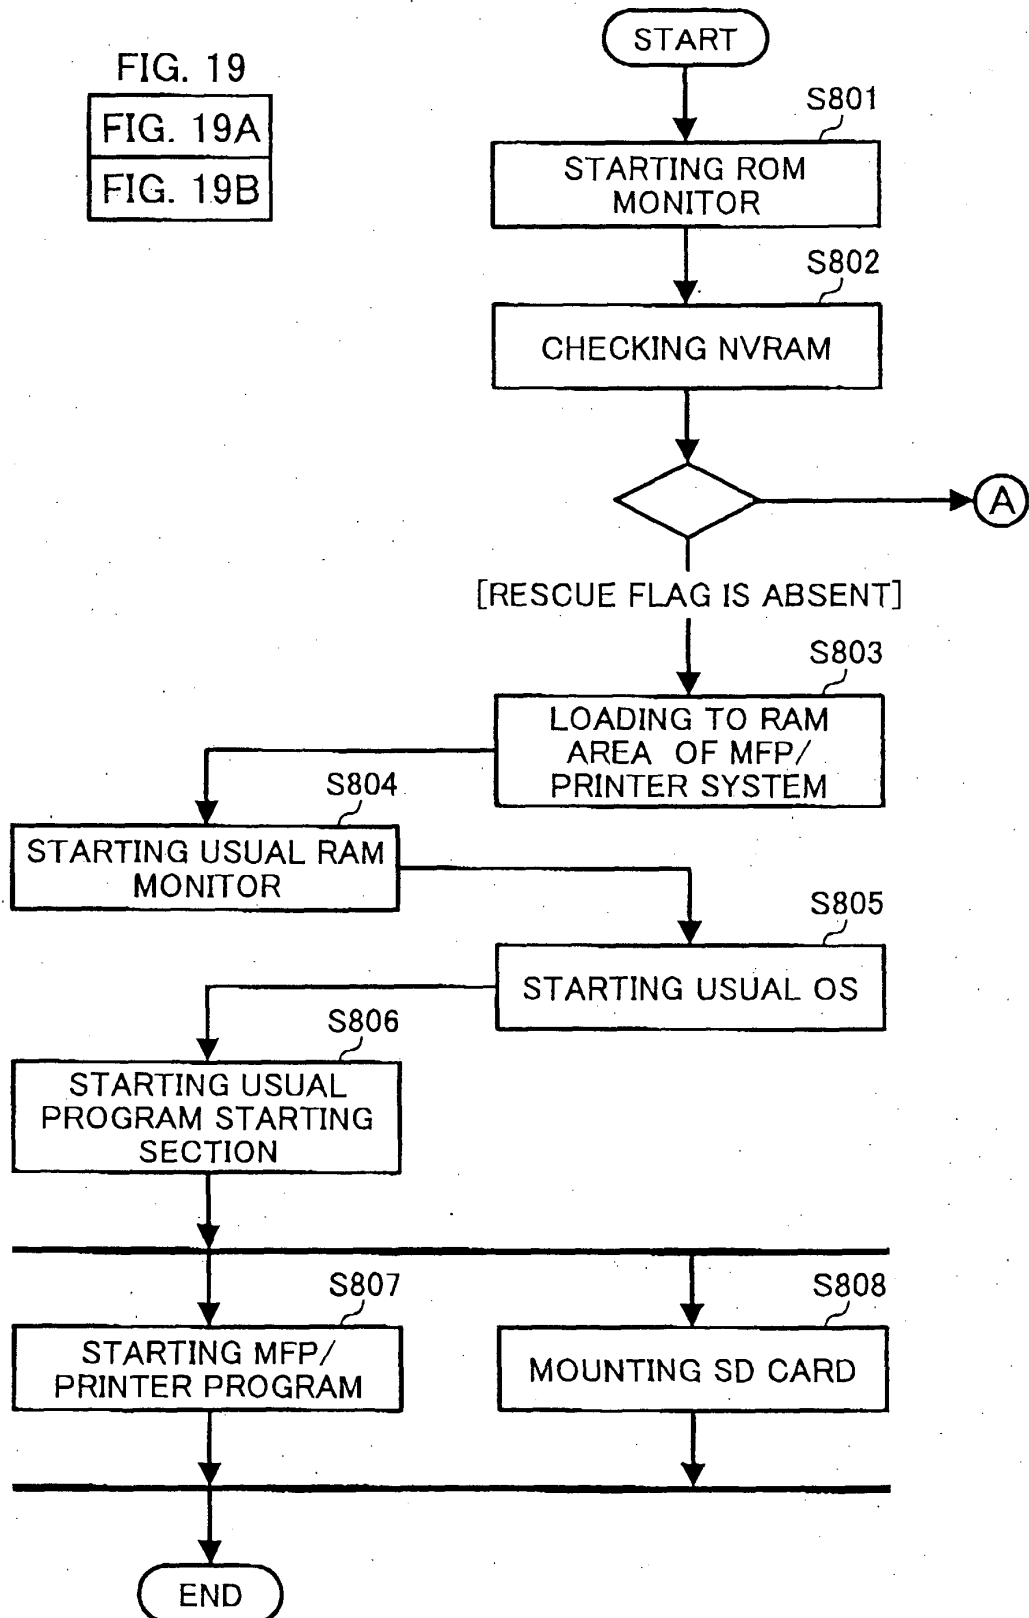 FIG. 19
FIG. 19A
FIG. 19B
START
S801
STARTING ROM
MONITOR
S802
CHECKING NVRAM
A
[RESCUE FLAG IS ABSENT]
S803
LOADING TO RAM
AREA OF MFP/
PRINTER SYSTEM
S804
STARTING USUAL RAM
MONITOR
S805
STARTING USUAL OS
S806
STARTING USUAL
PROGRAM STARTING
SECTION
S807
STARTING MFP/
PRINTER PROGRAM
S808
MOUNTING SD CARD
END